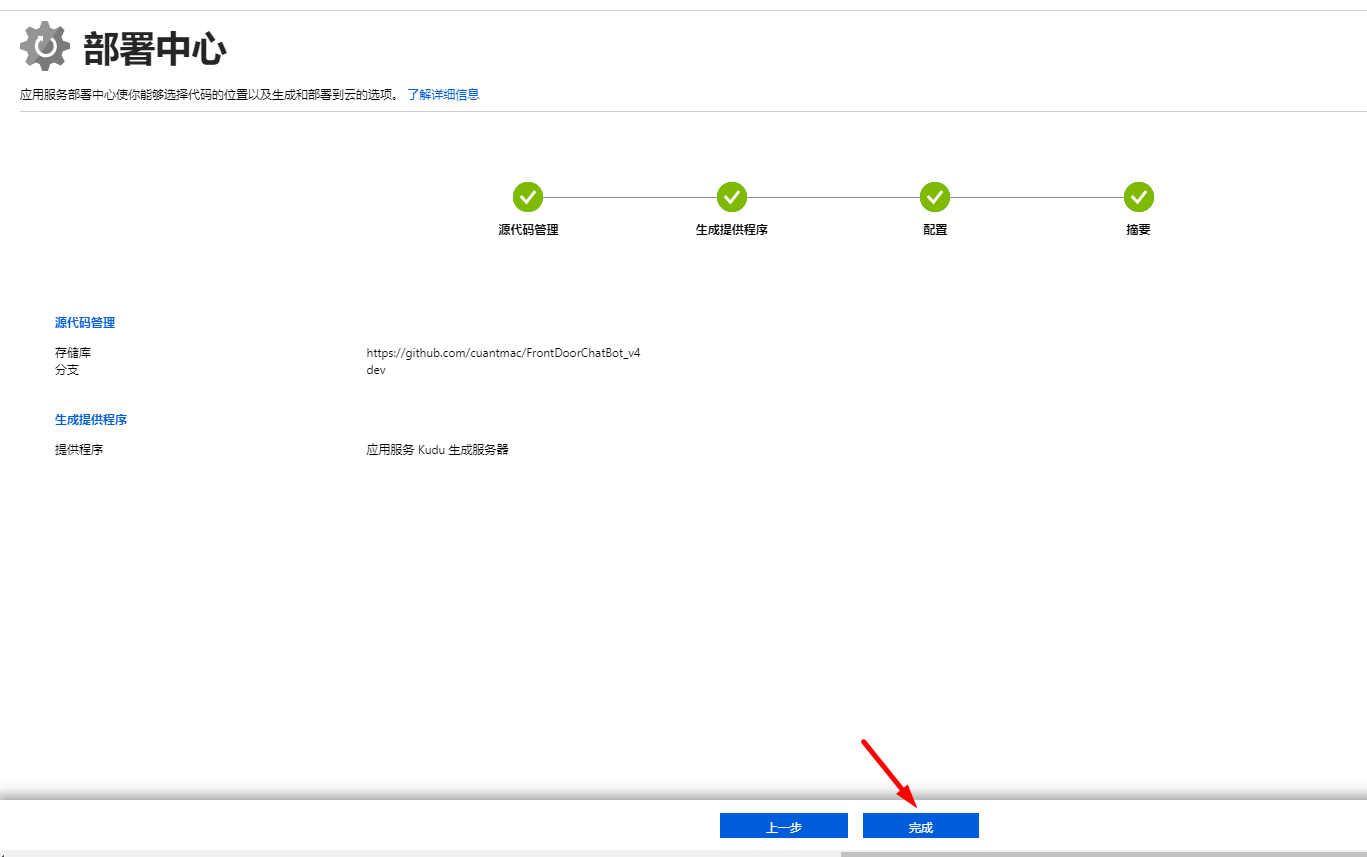 部署中心
应用服务部署中心使你能够选择代码的位置以及生成和部署到云的选项。 了解详细信息
源代码管理 生成提供程序 配置 摘要
源代码管理
存储库 https://github.com/cuantmac/FrontDoorChatBot_v4
分支 dev
生成提供程序
提供程序 应用服务 Kudu 生成服务器
上一步 完成